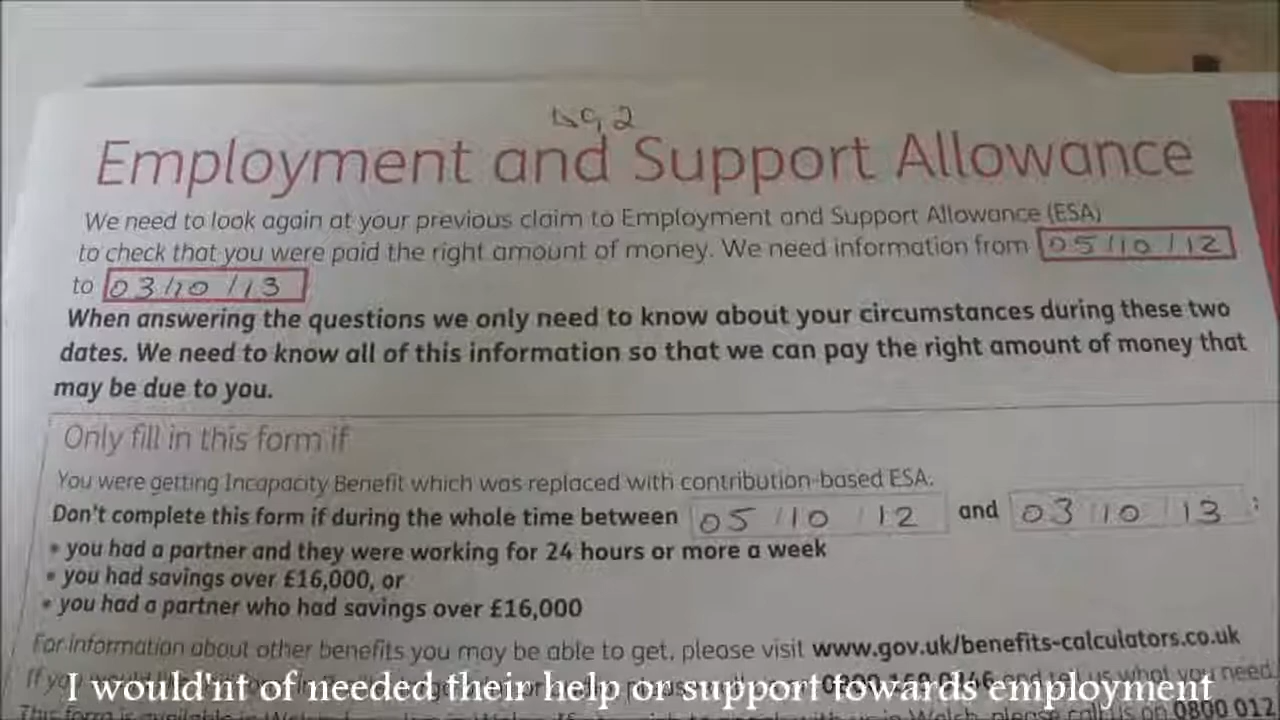 Employment and Support Allowance
We need to look again at your previous claim to Employment and Support Allowance (ESA)
to check that you were paid the right amount of money. We need information from 05/10/12
to 03/10/13
When answering the questions we only need to know about your circumstances during these two
dates. We need to know all of this information so that we can pay the right amount of money that
may be due to you.
Only fill in this form if
You were getting Incapacity Benefit which was replaced with contribution-based ESA.
Don't complete this form if during the whole time between 05/10/12 and 03/10/13:
• you had a partner and they were working for 24 hours or more a week
• you had savings over £16,000, or
• you had a partner who had savings over £16,000
For information about other benefits you may be able to get, please visit www.gov.uk/benefits-calculators.co.uk
I would'nt of needed their help or support towards employment